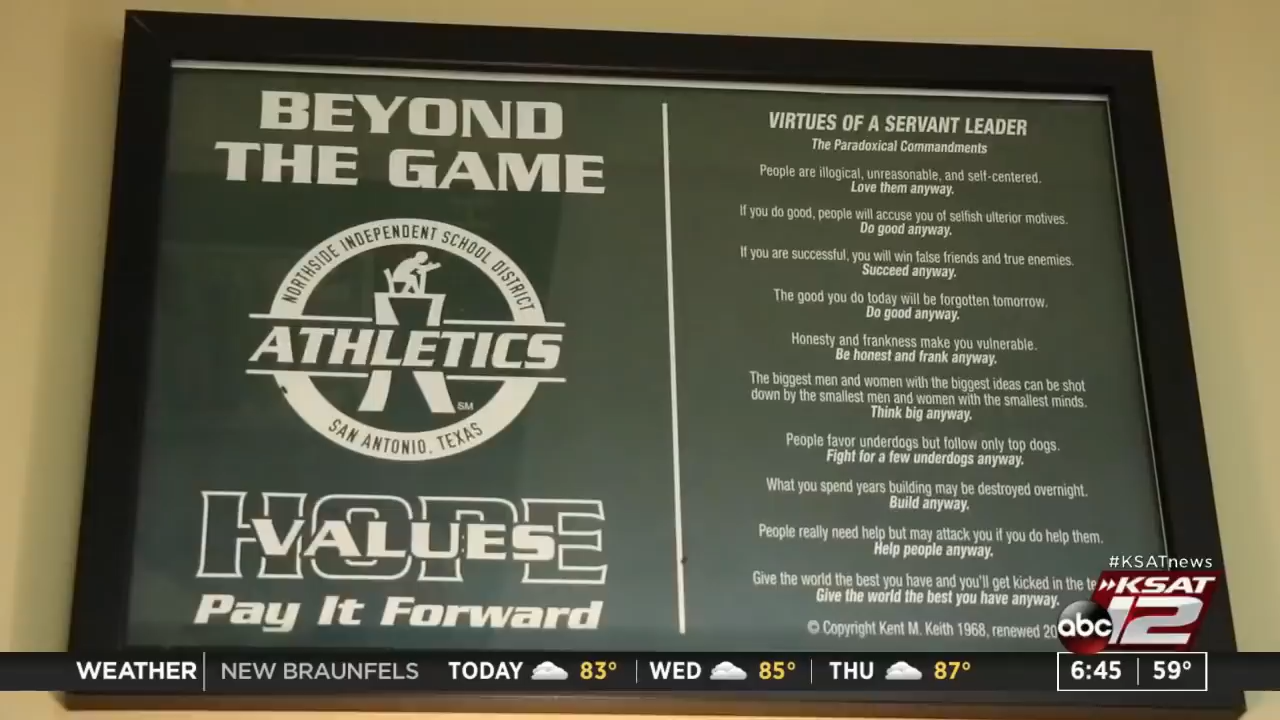 BEYOND
THE GAME
NORTHSIDE INDEPENDENT SCHOOL DISTRICT
ATHLETICS
SM
SAN ANTONIO, TEXAS
HOPE
VALUES
Pay It Forward
VIRTUES OF A SERVANT LEADER
The Paradoxical Commandments
People are illogical, unreasonable, and self-centered.
Love them anyway.
If you do good, people will accuse you of selfish ulterior motives.
Do good anyway.
If you are successful, you will win false friends and true enemies.
Succeed anyway.
The good you do today will be forgotten tomorrow.
Do good anyway.
Honesty and frankness make you vulnerable.
Be honest and frank anyway.
The biggest men and women with the biggest ideas can be shot
down by the smallest men and women with the smallest minds.
Think big anyway.
People favor underdogs but follow only top dogs.
Fight for a few underdogs anyway.
What you spend years building may be destroyed overnight.
Build anyway.
People really need help but may attack you if you do help them.
Help people anyway.
Give the world the best you have and you'll get kicked in the
Give the world the best you have anyway.
© Copyright Kent M. Keith 1968, renewed
#KSATnews
KSAT
abc 12
WEATHER NEW BRAUNFELS TODAY 83° WED 85° THU 87° 6:45 59°